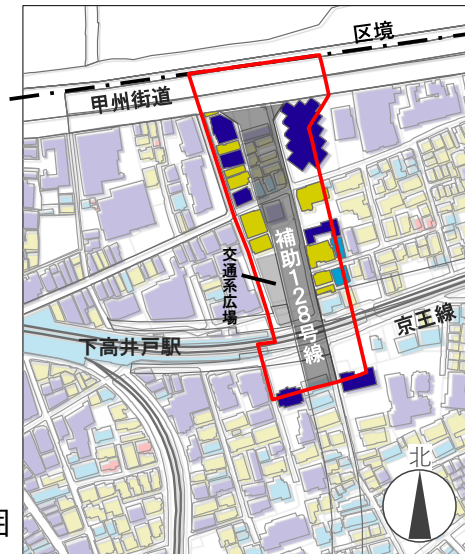 区境
甲州街道
補助128号線
交通系広場
京王線
下高井戸駅
北